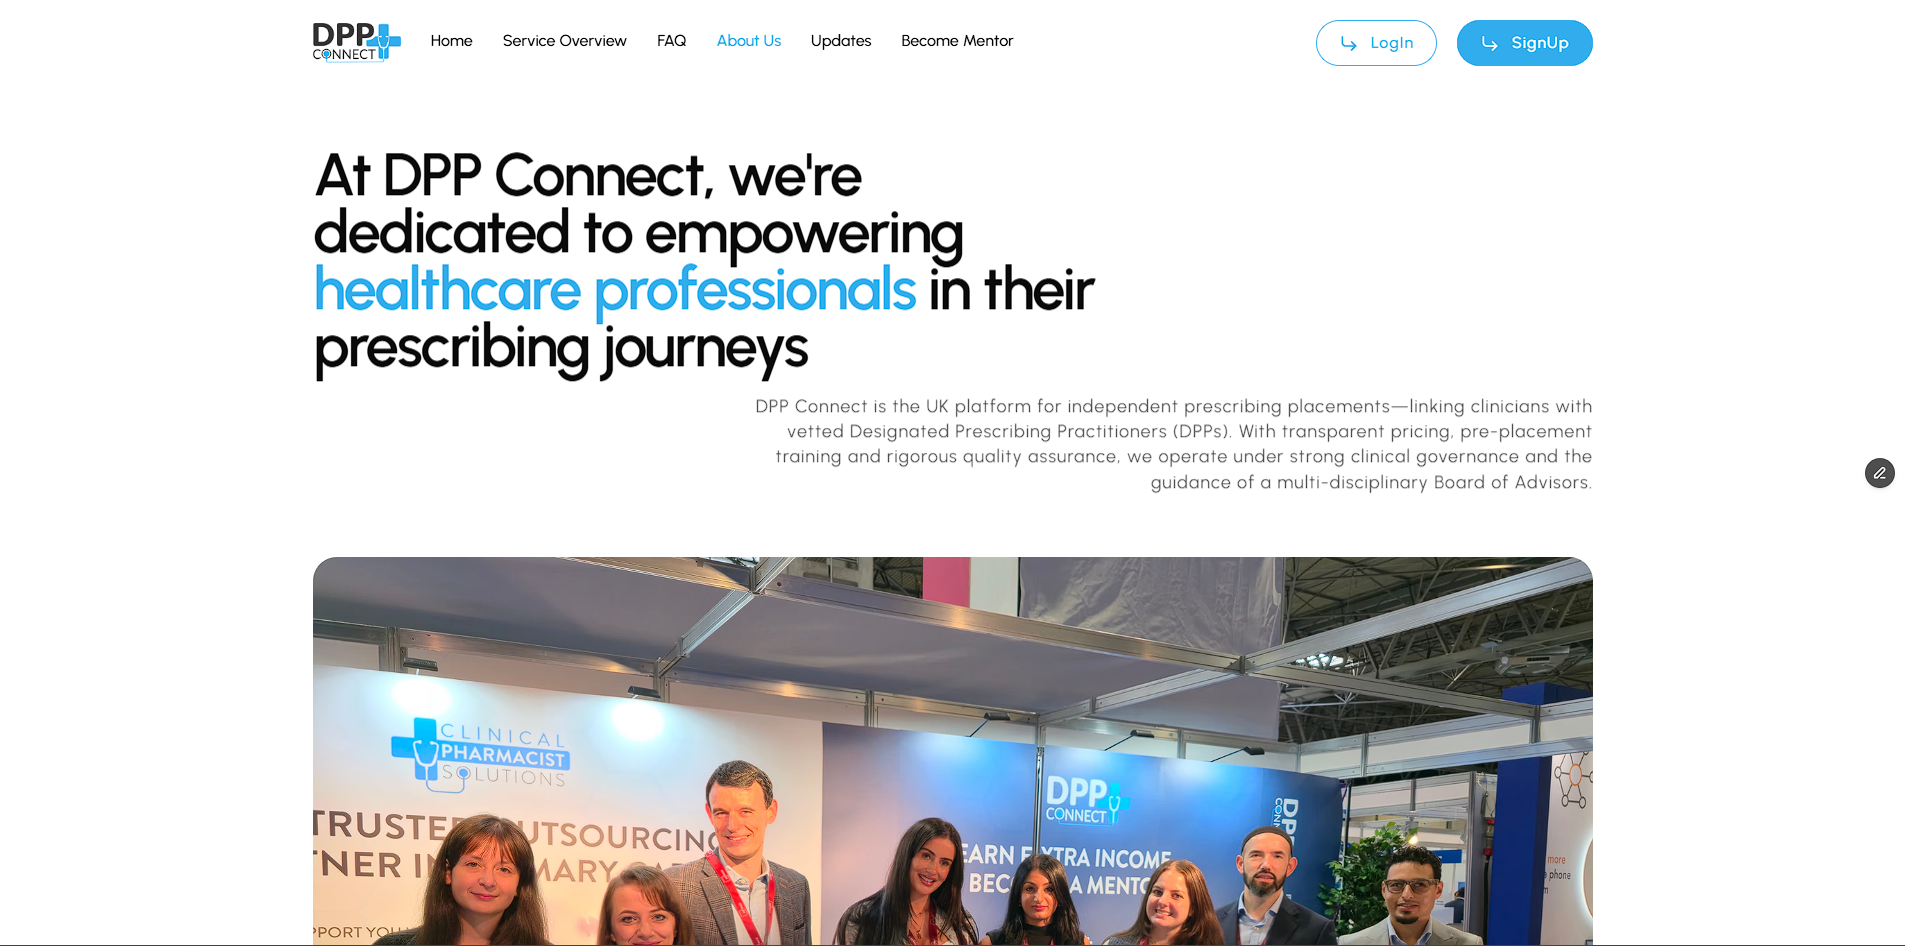 DPP
CONNECT
Home
Service Overview
FAQ
About Us
Updates
Become Mentor
LogIn
SignUp
At DPP Connect, we're
dedicated to empowering
healthcare professionals in their
prescribing journeys
DPP Connect is the UK platform for independent prescribing placements—linking clinicians with
vetted Designated Prescribing Practitioners (DPPs). With transparent pricing, pre-placement
training and rigorous quality assurance, we operate under strong clinical governance and the
guidance of a multi-disciplinary Board of Advisors.
CLINICAL
PHARMACIST
SOLUTIONS
DPP
CONNECT
more
phone